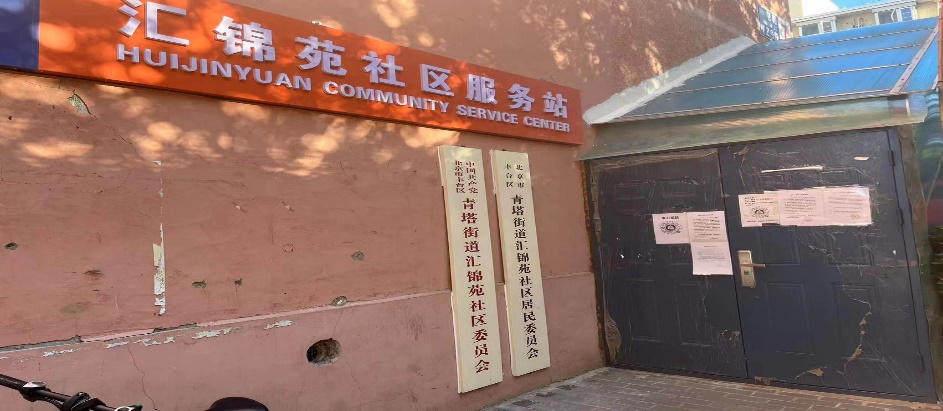 汇锦苑社区服务站
HUIJINYUAN COMMUNITY SERVICE CENTER
中国共产党
北京市丰台区
青塔街道汇锦苑社区委员会
北京市
丰台区
青塔街道汇锦苑社区居民委员会